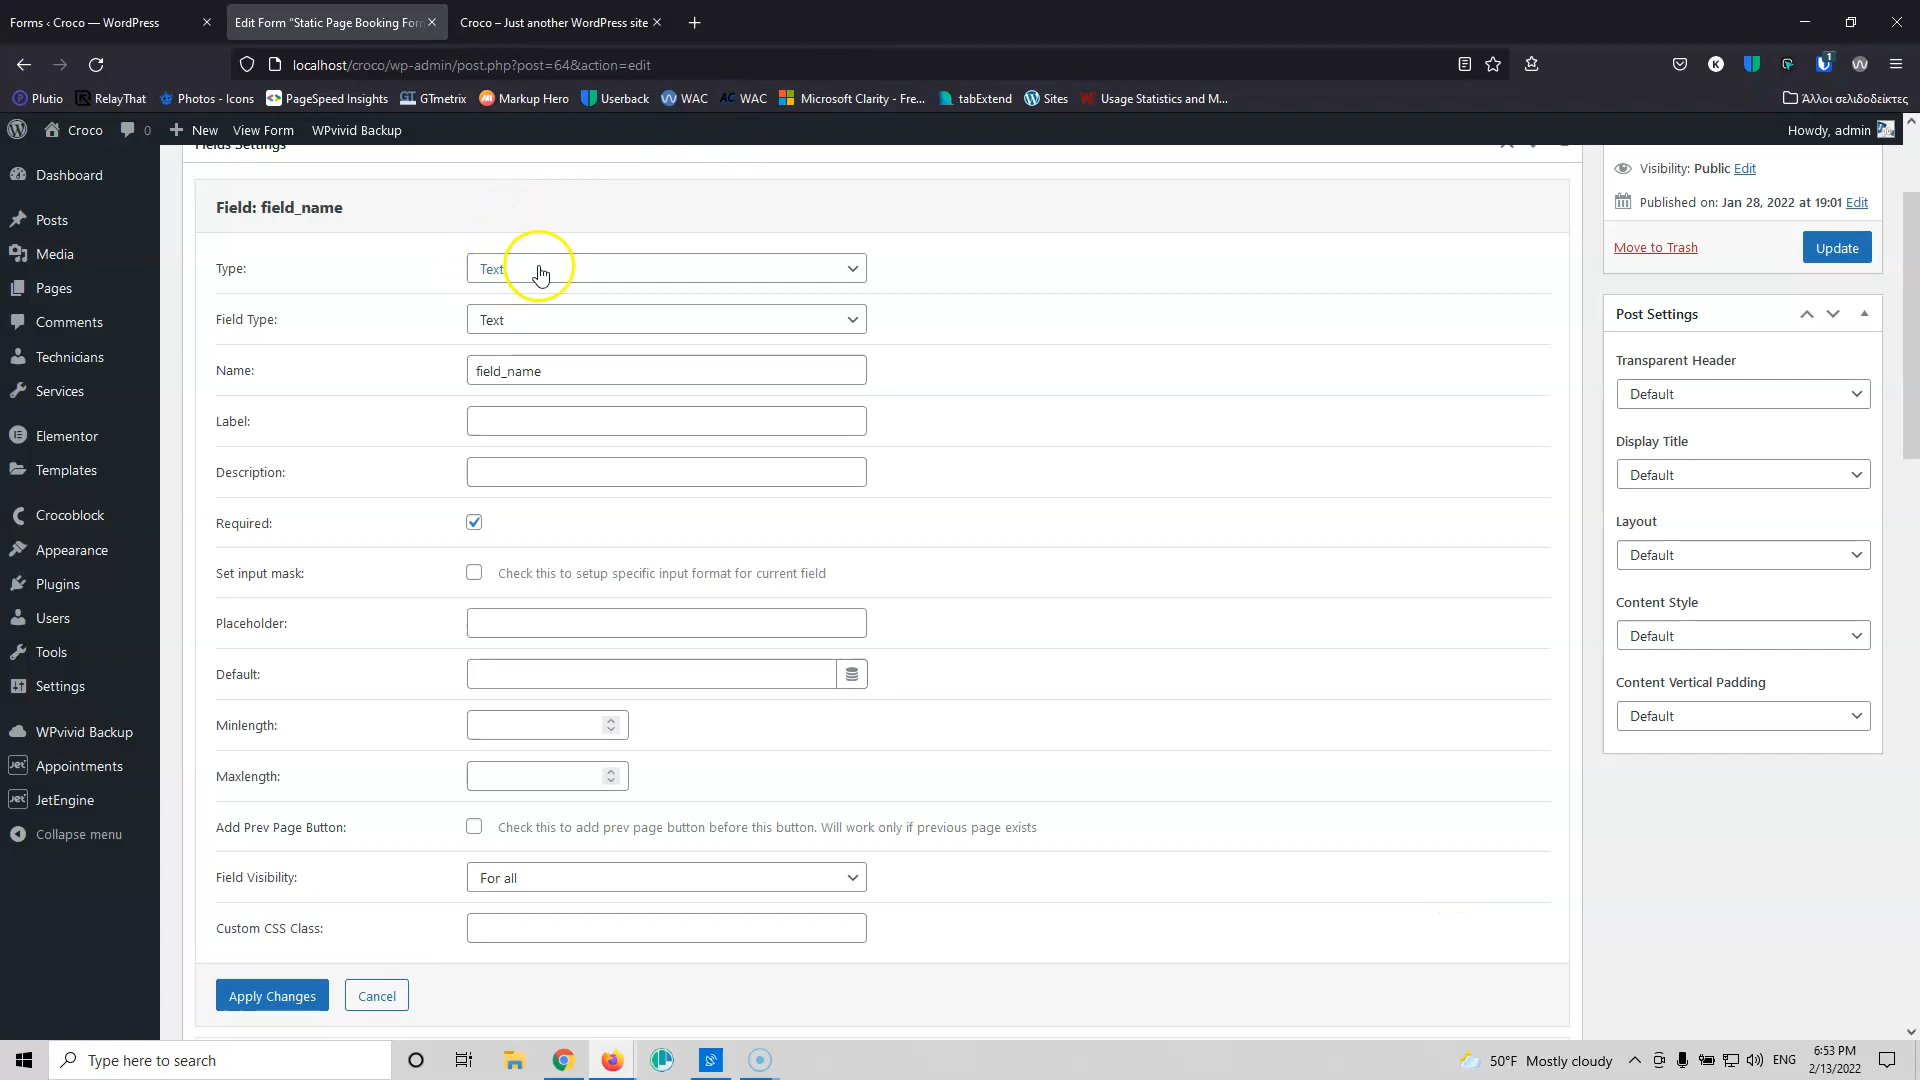 Forms ‹ Croco — WordPress
Edit Form "Static Page Booking For
Croco – Just another WordPress site
localhost/croco/wp-admin/post.php?post=64&action=edit
Plutio
RelayThat
Photos - Icons
PageSpeed Insights
GTmetrix
Markup Hero
Userback
WAC
WAC
Microsoft Clarity - Fre...
tabExtend
Sites
Usage Statistics and M...
Άλλοι σελιδοδείκτες
Croco
0
New
View Form
WPvivid Backup
Howdy, admin
Dashboard
Posts
Media
Pages
Comments
Technicians
Services
Elementor
Templates
Crocoblock
Appearance
Plugins
Users
Tools
Settings
WPvivid Backup
Appointments
JetEngine
Collapse menu
Fields Settings
Field: field_name
Type:
Text
Field Type:
Text
Name:
field_name
Label:
Description:
Required:
Set input mask:
Check this to setup specific input format for current field
Placeholder:
Default:
Minlength:
Maxlength:
Add Prev Page Button:
Check this to add prev page button before this button. Will work only if previous page exists
Field Visibility:
For all
Custom CSS Class:
Apply Changes
Cancel
Visibility: Public Edit
Published on: Jan 28, 2022 at 19:01 Edit
Move to Trash
Update
Post Settings
Transparent Header
Default
Display Title
Default
Layout
Default
Content Style
Default
Content Vertical Padding
Default
Type here to search
50°F Mostly cloudy
ENG
6:53 PM
2/13/2022